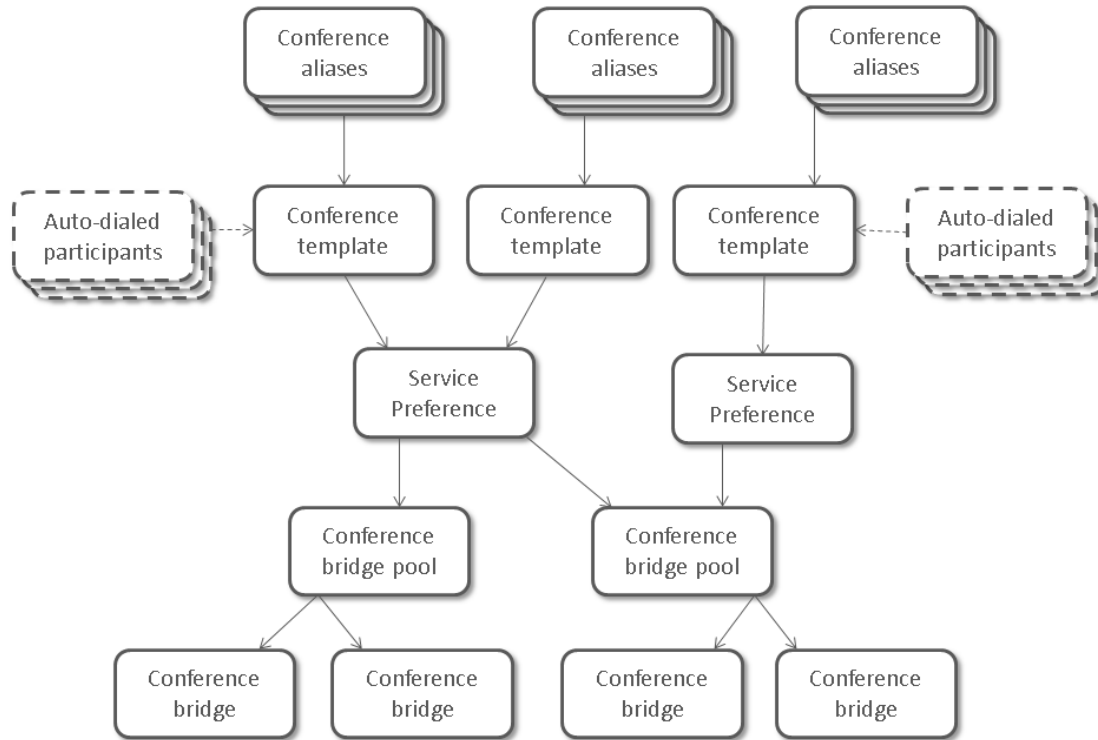 Conference
aliases
Conference
aliases
Conference
aliases
Auto-dialed
participants
Conference
template
Conference
template
Conference
template
Auto-dialed
participants
Service
Preference
Service
Preference
Conference
bridge pool
Conference
bridge pool
Conference
bridge
Conference
bridge
Conference
bridge
Conference
bridge